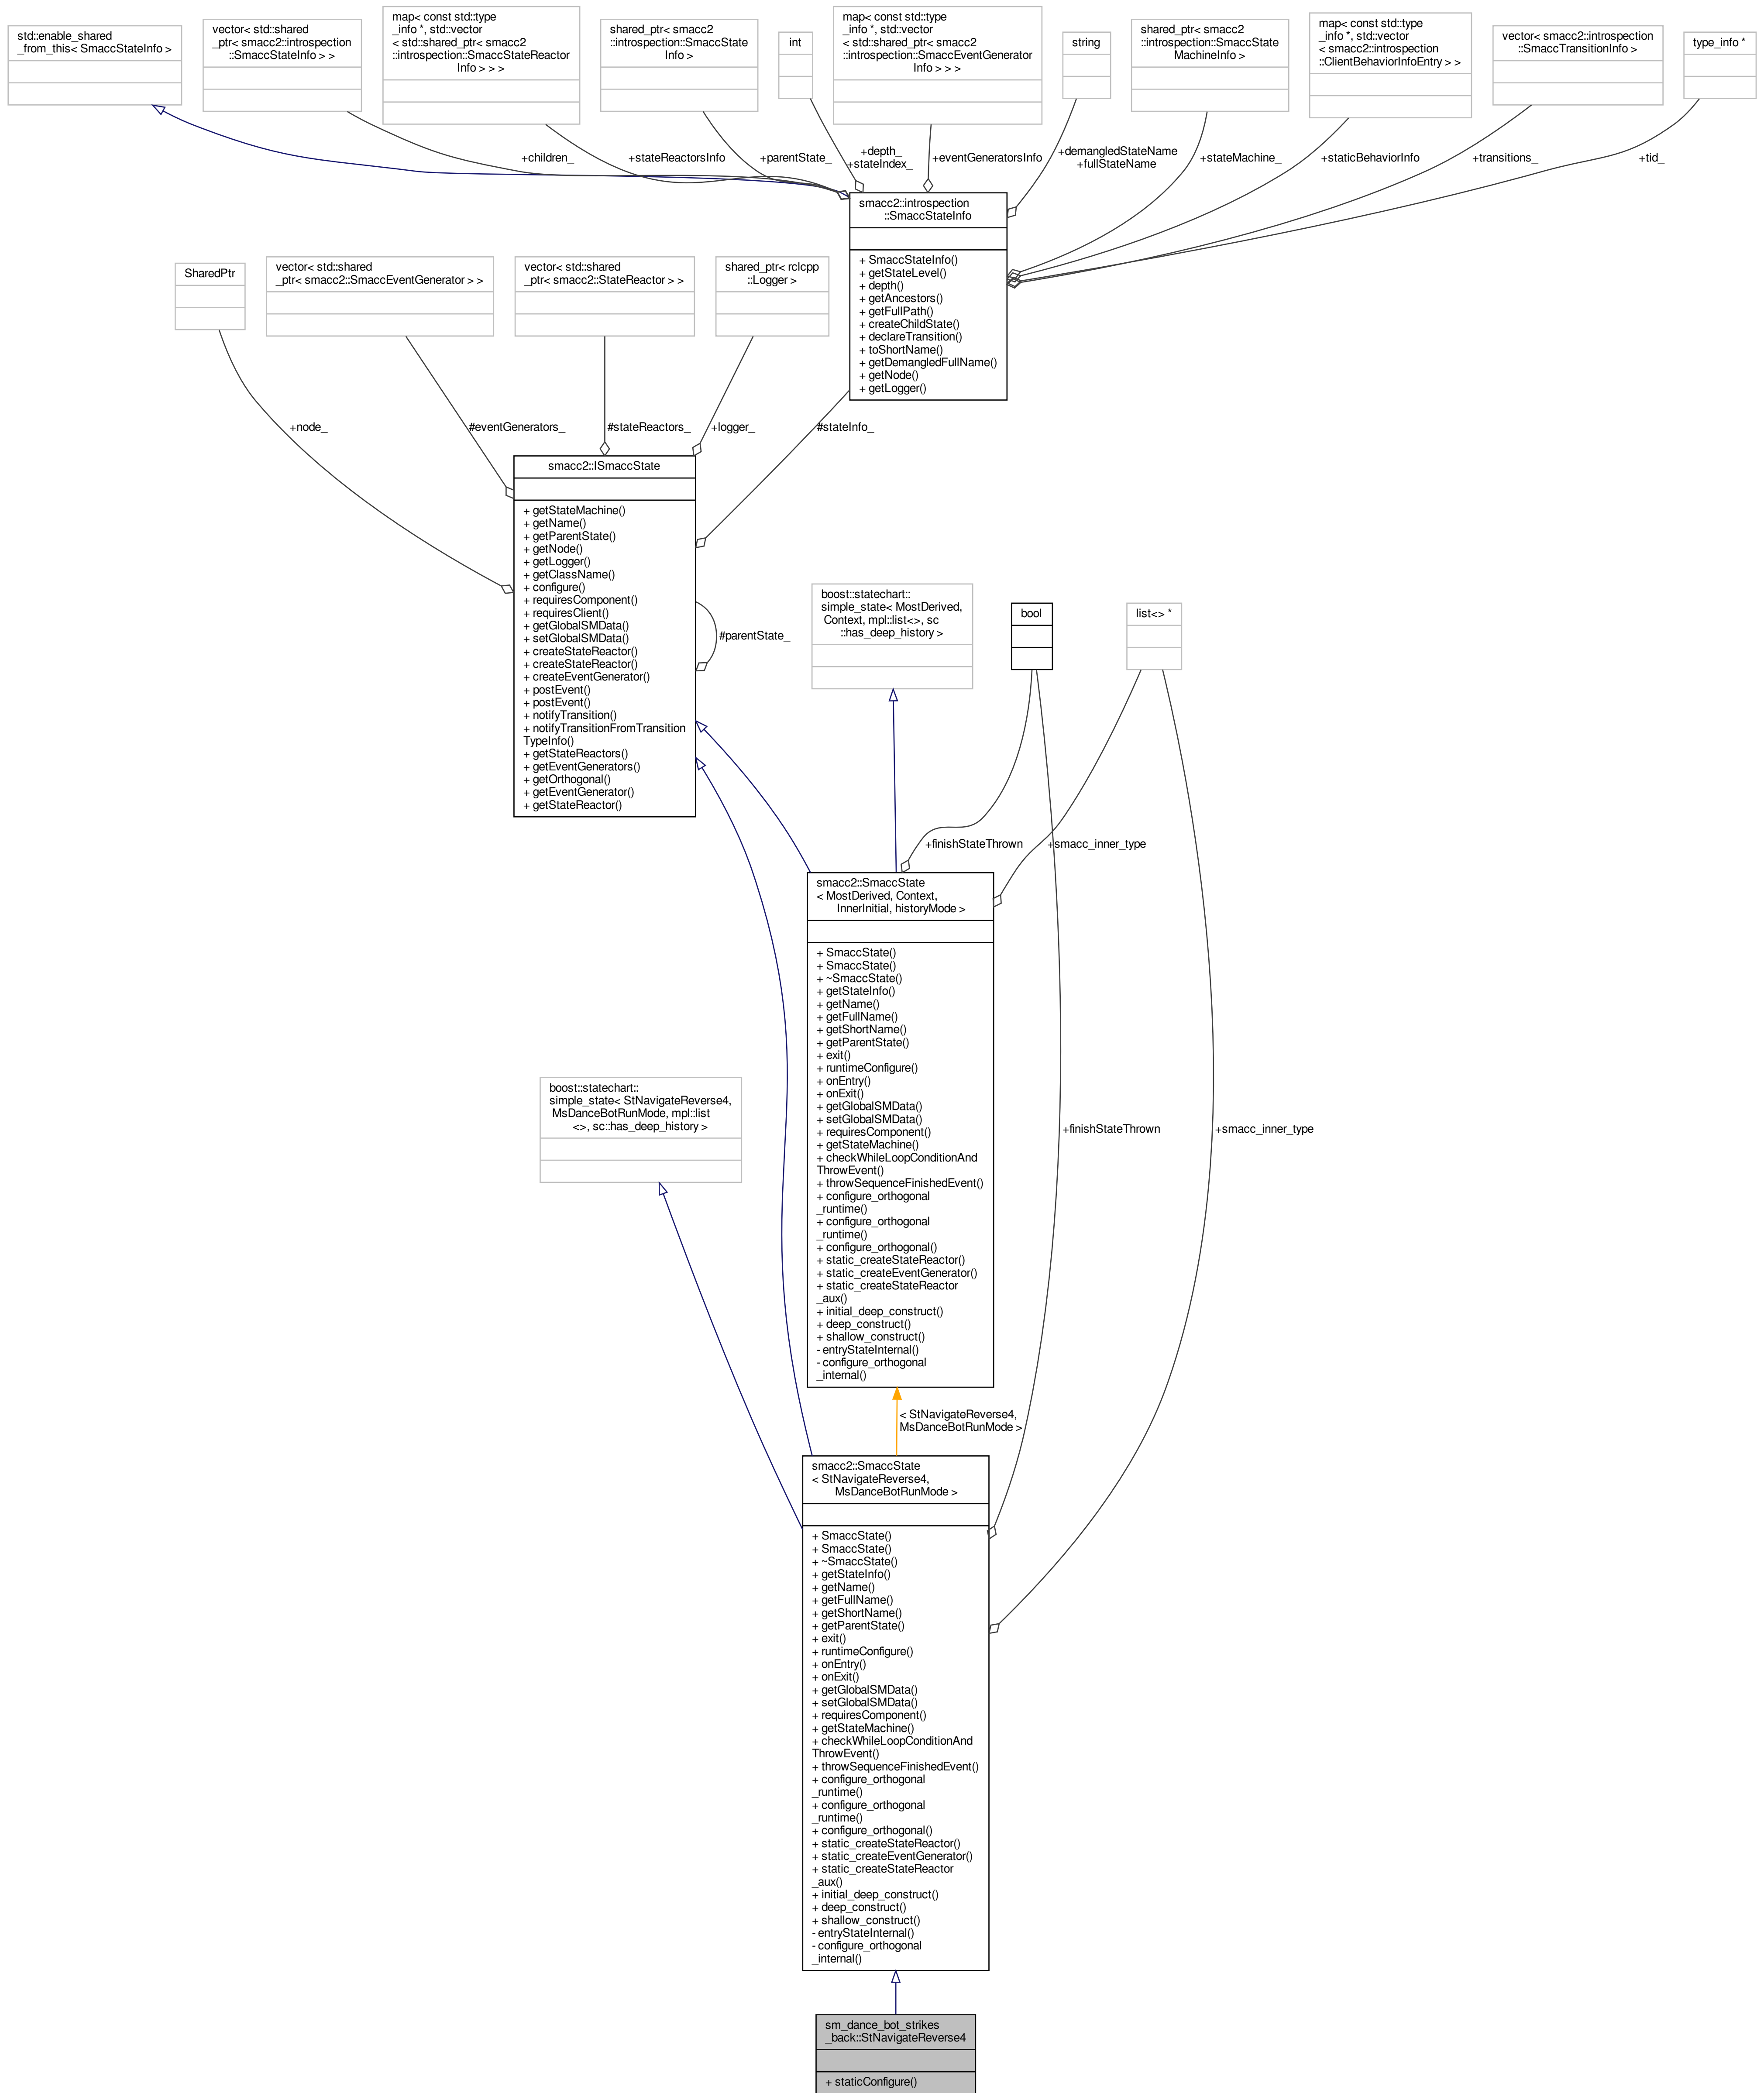 std::enable_shared
_from_this< SmaccStateInfo >
vector< std::shared
_ptr< smacc2::introspection
::SmaccStateInfo > >
map< const std::type
_info *, std::vector
< std::shared_ptr< smacc2
::introspection::SmaccStateReactor
Info > > >
shared_ptr< smacc2
::introspection::SmaccState
Info >
int
map< const std::type
_info *, std::vector
< std::shared_ptr< smacc2
::introspection::SmaccEventGenerator
Info > > >
string
shared_ptr< smacc2
::introspection::SmaccState
MachineInfo >
map< const std::type
_info *, std::vector
< smacc2::introspection
::ClientBehaviorInfoEntry > >
vector< smacc2::introspection
::SmaccTransitionInfo >
type_info *
+children_
+stateReactorsInfo
+parentState_
+depth_
+stateIndex_
+eventGeneratorsInfo
+demangledStateName
+fullStateName
+stateMachine_
+staticBehaviorInfo
+transitions_
+tid_
smacc2::introspection
::SmaccStateInfo
+ SmaccStateInfo()
+ getStateLevel()
+ depth()
+ getAncestors()
+ getFullPath()
+ createChildState()
+ declareTransition()
+ toShortName()
+ getDemangledFullName()
+ getNode()
+ getLogger()
SharedPtr
vector< std::shared
_ptr< smacc2::SmaccEventGenerator > >
vector< std::shared
_ptr< smacc2::StateReactor > >
shared_ptr< rclcpp
::Logger >
+node_
#eventGenerators_
#stateReactors_
+logger_
#stateInfo_
smacc2::ISmaccState
+ getStateMachine()
+ getName()
+ getParentState()
+ getNode()
+ getLogger()
+ getClassName()
+ configure()
+ requiresComponent()
+ requiresClient()
+ getGlobalSMData()
+ setGlobalSMData()
+ createStateReactor()
+ createStateReactor()
+ createEventGenerator()
+ postEvent()
+ postEvent()
+ notifyTransition()
+ notifyTransitionFromTransition
TypeInfo()
+ getStateReactors()
+ getEventGenerators()
+ getOrthogonal()
+ getEventGenerator()
+ getStateReactor()
#parentState_
boost::statechart::
simple_state< MostDerived,
Context, mpl::list<>, sc
::has_deep_history >
bool
list<> *
+finishStateThrown
+smacc_inner_type
smacc2::SmaccState
< MostDerived, Context,
InnerInitial, historyMode >
+ SmaccState()
+ SmaccState()
+ ~SmaccState()
+ getStateInfo()
+ getName()
+ getFullName()
+ getShortName()
+ getParentState()
+ exit()
+ runtimeConfigure()
+ onEntry()
+ onExit()
+ getGlobalSMData()
+ setGlobalSMData()
+ requiresComponent()
+ getStateMachine()
+ checkWhileLoopConditionAnd
ThrowEvent()
+ throwSequenceFinishedEvent()
+ configure_orthogonal
_runtime()
+ configure_orthogonal
_runtime()
+ configure_orthogonal()
+ static_createStateReactor()
+ static_createEventGenerator()
+ static_createStateReactor
_aux()
+ initial_deep_construct()
+ deep_construct()
+ shallow_construct()
- entryStateInternal()
- configure_orthogonal
_internal()
boost::statechart::
simple_state< StNavigateReverse4,
MsDanceBotRunMode, mpl::list
<>, sc::has_deep_history >
+finishStateThrown
+smacc_inner_type
< StNavigateReverse4,
MsDanceBotRunMode >
smacc2::SmaccState
< StNavigateReverse4,
MsDanceBotRunMode >
+ SmaccState()
+ SmaccState()
+ ~SmaccState()
+ getStateInfo()
+ getName()
+ getFullName()
+ getShortName()
+ getParentState()
+ exit()
+ runtimeConfigure()
+ onEntry()
+ onExit()
+ getGlobalSMData()
+ setGlobalSMData()
+ requiresComponent()
+ getStateMachine()
+ checkWhileLoopConditionAnd
ThrowEvent()
+ throwSequenceFinishedEvent()
+ configure_orthogonal
_runtime()
+ configure_orthogonal
_runtime()
+ configure_orthogonal()
+ static_createStateReactor()
+ static_createEventGenerator()
+ static_createStateReactor
_aux()
+ initial_deep_construct()
+ deep_construct()
+ shallow_construct()
- entryStateInternal()
- configure_orthogonal
_internal()
sm_dance_bot_strikes
_back::StNavigateReverse4
+ staticConfigure()